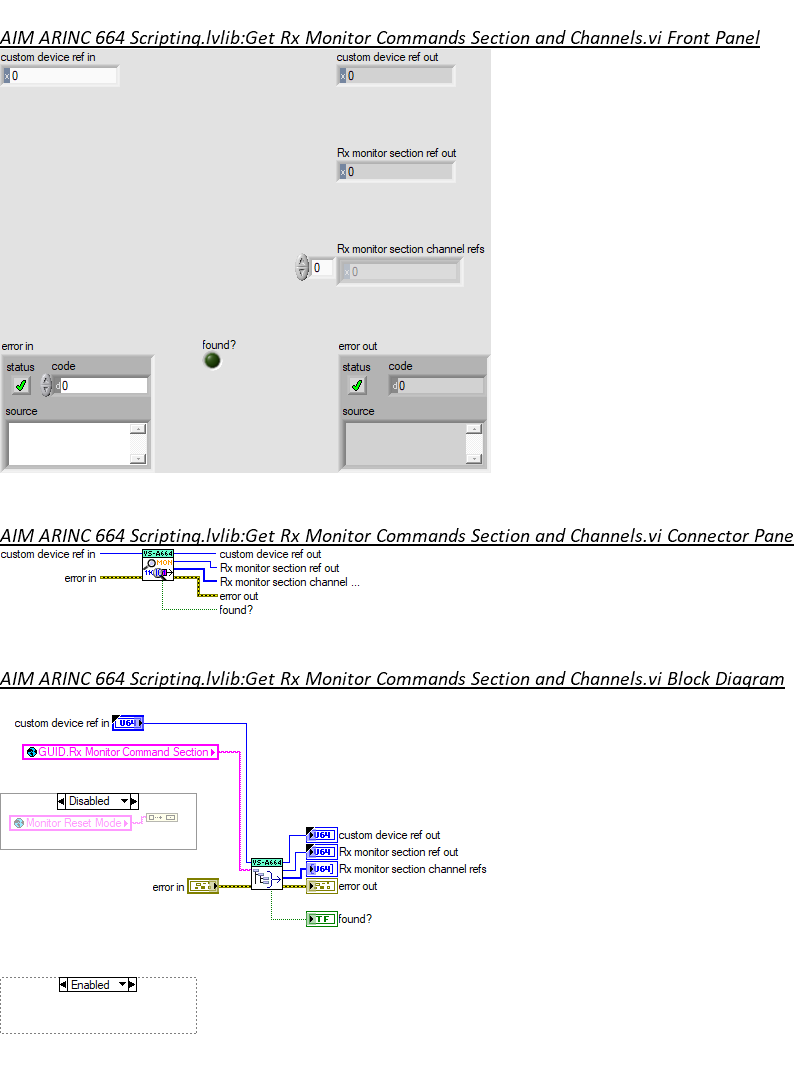 AIM ARINC 664 Scripting.lvlib:Get Rx Monitor Commands Section and Channels.vi Front Panel
custom device ref in
custom device ref out
x 0
x 0
Rx monitor section ref out
x 0
Rx monitor section channel refs
0
x 0
error in
found?
error out
status code
status code
d 0
d 0
source
source
AIM ARINC 664 Scripting.lvlib:Get Rx Monitor Commands Section and Channels.vi Connector Pane
custom device ref in
VS-A664
custom device ref out
MON
Rx monitor section ref out
error in
Rx monitor section channel ...
error out
found?
AIM ARINC 664 Scripting.lvlib:Get Rx Monitor Commands Section and Channels.vi Block Diagram
custom device ref in
U64
GUID.Rx Monitor Command Section
Disabled
Monitor Reset Mode
U64
custom device ref out
U64
Rx monitor section ref out
VS-A664
U64
Rx monitor section channel refs
error in
error out
TF
found?
Enabled